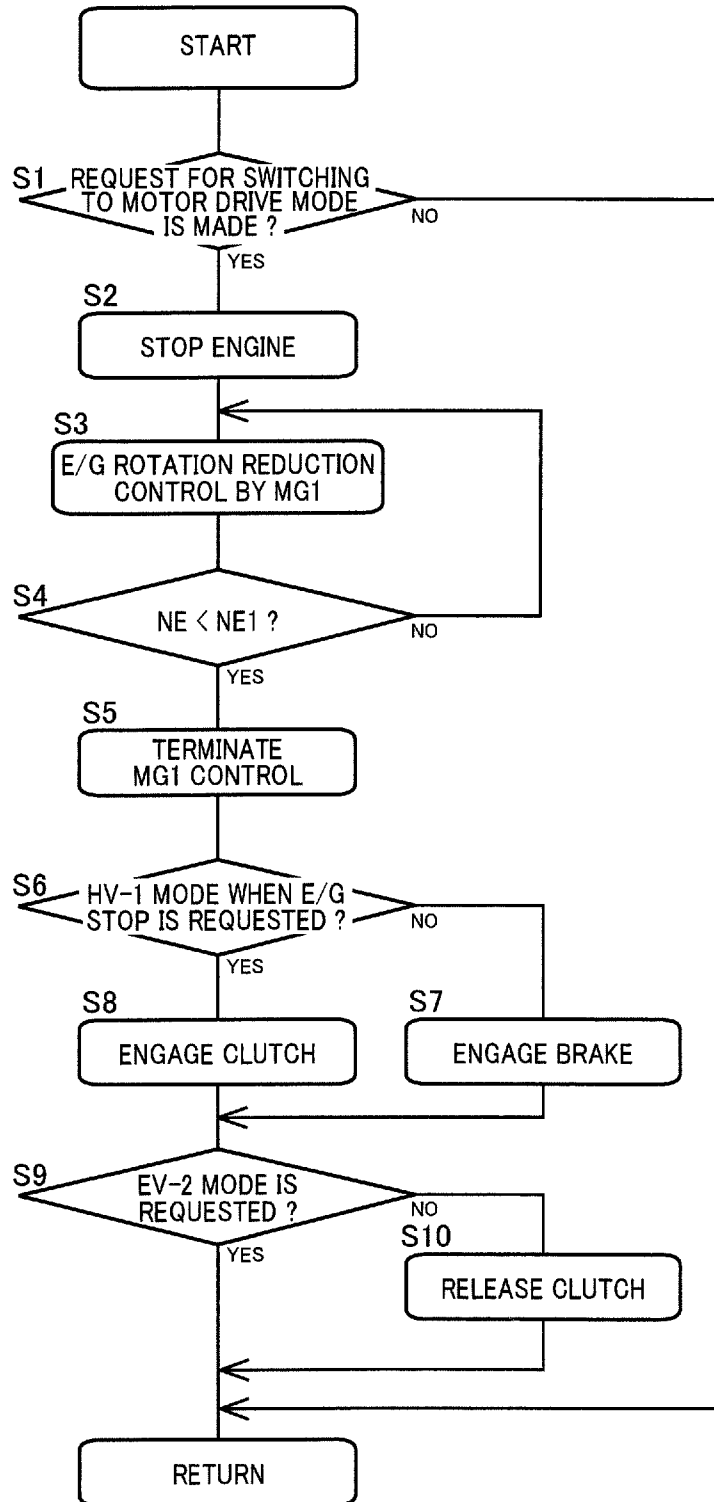 START
S1
REQUEST FOR SWITCHING
TO MOTOR DRIVE MODE
IS MADE ?
NO
YES
S2
STOP ENGINE
S3
E/G ROTATION REDUCTION
CONTROL BY MG1
S4
NE < NE1 ?
NO
YES
S5
TERMINATE
MG1 CONTROL
S6
HV-1 MODE WHEN E/G
STOP IS REQUESTED ?
NO
YES
S8
ENGAGE CLUTCH
S7
ENGAGE BRAKE
S9
EV-2 MODE IS
REQUESTED ?
NO
YES
S10
RELEASE CLUTCH
RETURN